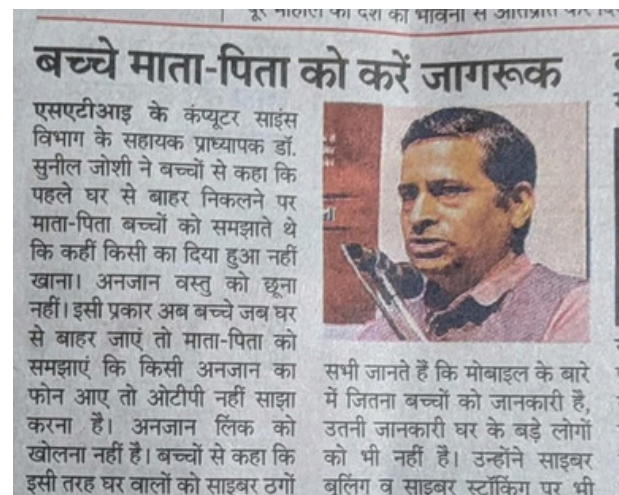 बच्चे माता-पिता को करें जागरूक
एसएटीआइ के कंप्यूटर साइंस
विभाग के सहायक प्राध्यापक डॉ.
सुनील जोशी ने बच्चों से कहा कि
पहले घर से बाहर निकलने पर
माता-पिता बच्चों को समझाते थे
कि कहीं किसी का दिया हुआ नहीं
खाना। अनजान वस्तु को छूना
नहीं। इसी प्रकार अब बच्चे जब घर
से बाहर जाएं तो माता-पिता को
समझाएं कि किसी अनजान का
फोन आए तो ओटीपी नहीं साझा
करना है। अनजान लिंक को
खोलना नहीं है। बच्चों से कहा कि
इसी तरह घर वालों को साइबर ठगों
सभी जानते हैं कि मोबाइल के बारे
में जितना बच्चों को जानकारी है,
उतनी जानकारी घर के बड़े लोगों
को भी नहीं है। उन्होंने साइबर
बुलिंग व साइबर स्टॉकिंग पर भी